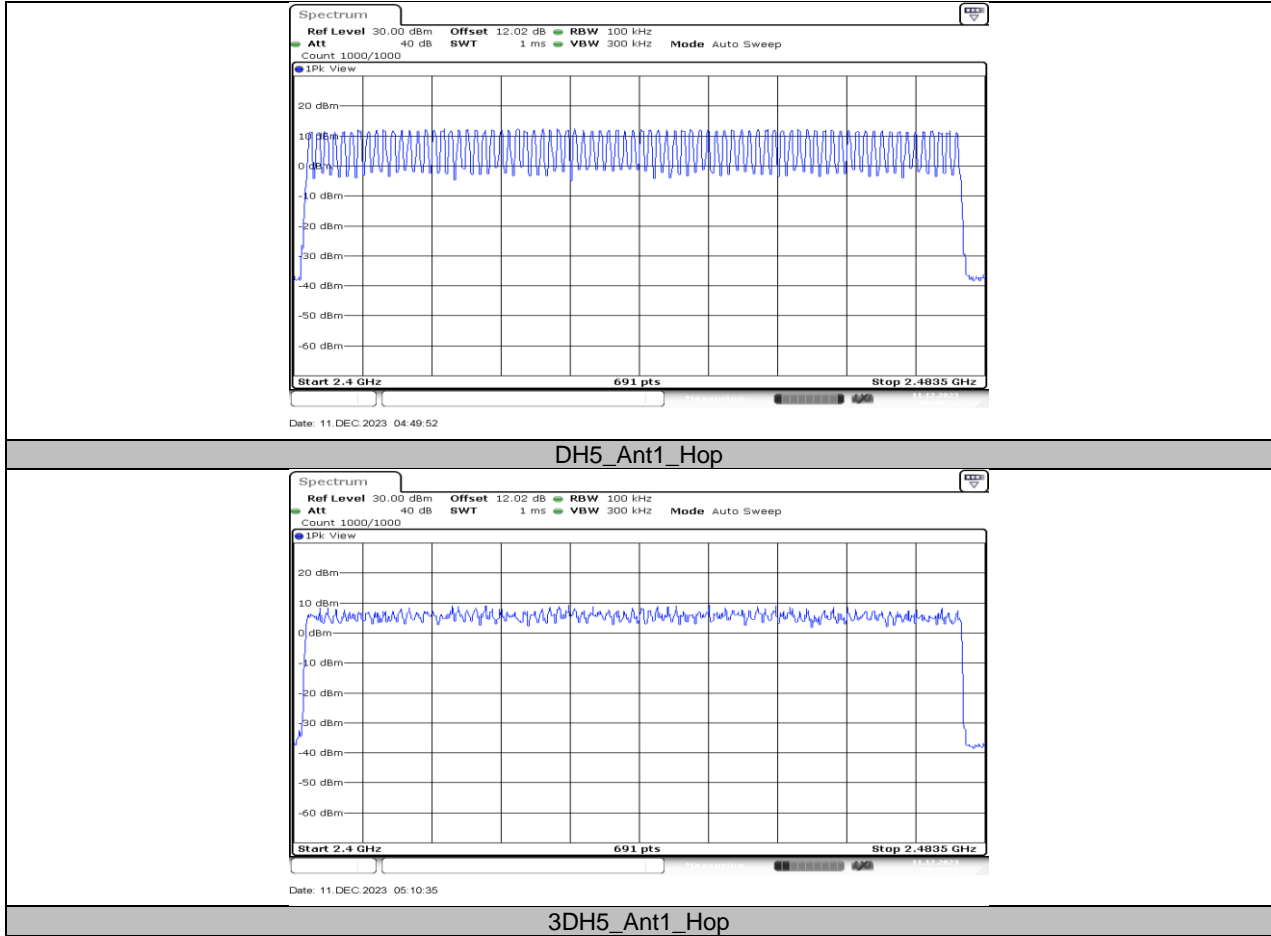 Spectrum
Ref Level 30.00 dBm Offset 12.02 dB RBW 100 kHz
Att 40 dB SWT 1 ms VBW 300 kHz Mode Auto Sweep
Count 1000/1000
1Pk View
20 dBm
10 dBm
0 dBm
-10 dBm
-20 dBm
-30 dBm
-40 dBm
-50 dBm
-60 dBm
Start 2.4 GHz 691 pts Stop 2.4835 GHz
Date: 11.DEC.2023 04:49:52
DH5_Ant1_Hop
Spectrum
Ref Level 30.00 dBm Offset 12.02 dB RBW 100 kHz
Att 40 dB SWT 1 ms VBW 300 kHz Mode Auto Sweep
Count 1000/1000
1Pk View
20 dBm
10 dBm
0 dBm
-10 dBm
-20 dBm
-30 dBm
-40 dBm
-50 dBm
-60 dBm
Start 2.4 GHz 691 pts Stop 2.4835 GHz
Date: 11.DEC.2023 05:10:35
3DH5_Ant1_Hop